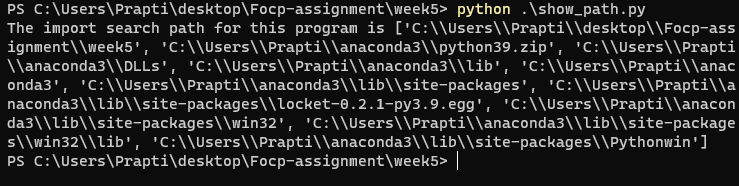 PS C:\Users\Prapti\desktop\Focp-assignment\week5> python .\show_path.py
The import search path for this program is ['C:\\Users\\Prapti\\desktop\\Focp-ass
ignment\\week5', 'C:\\Users\\Prapti\\anaconda3\\python39.zip', 'C:\\Users\\Prapti
\\anaconda3\\DLLs', 'C:\\Users\\Prapti\\anaconda3\\lib', 'C:\\Users\\Prapti\\anac
onda3', 'C:\\Users\\Prapti\\anaconda3\\lib\\site-packages', 'C:\\Users\\Prapti\\a
naconda3\\lib\\site-packages\\locket-0.2.1-py3.9.egg', 'C:\\Users\\Prapti\\anacon
da3\\lib\\site-packages\\win32', 'C:\\Users\\Prapti\\anaconda3\\lib\\site-package
s\\win32\\lib', 'C:\\Users\\Prapti\\anaconda3\\lib\\site-packages\\Pythonwin']
PS C:\Users\Prapti\desktop\Focp-assignment\week5>